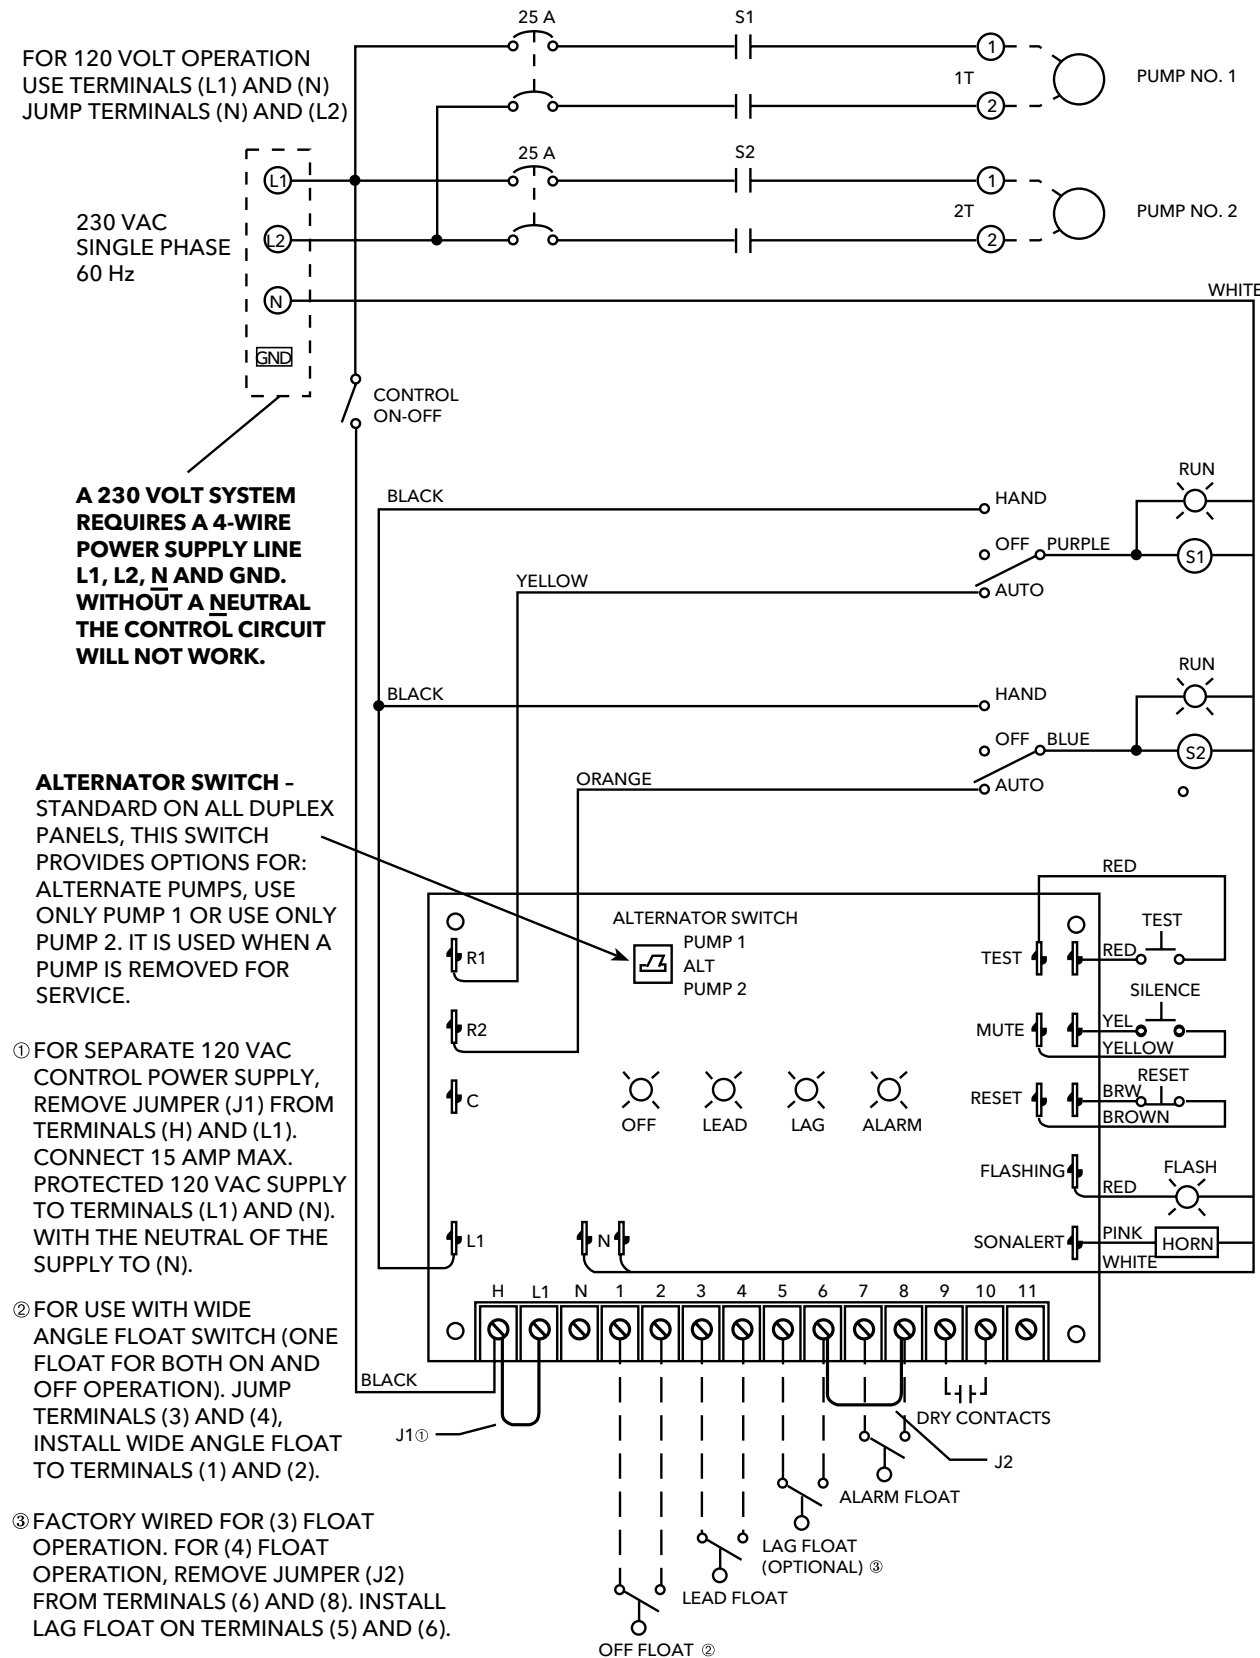 25 A
S1
FOR 120 VOLT OPERATION
USE TERMINALS (L1) AND (N)
JUMP TERMINALS (N) AND (L2)
1
1T
PUMP NO. 1
2
25 A
S2
L1
1
230 VAC
SINGLE PHASE
60 Hz
2T
PUMP NO. 2
L2
2
N
WHITE
GND
CONTROL
ON-OFF
A 230 VOLT SYSTEM
REQUIRES A 4-WIRE
POWER SUPPLY LINE
L1, L2, N AND GND.
WITHOUT A NEUTRAL
THE CONTROL CIRCUIT
WILL NOT WORK.
BLACK
HAND
RUN
OFF
PURPLE
S1
YELLOW
AUTO
BLACK
HAND
RUN
OFF
BLUE
S2
ORANGE
AUTO
ALTERNATOR SWITCH –
STANDARD ON ALL DUPLEX
PANELS, THIS SWITCH
PROVIDES OPTIONS FOR:
ALTERNATE PUMPS, USE
ONLY PUMP 1 OR USE ONLY
PUMP 2. IT IS USED WHEN A
PUMP IS REMOVED FOR
SERVICE.
RED
ALTERNATOR SWITCH
PUMP 1
ALT
PUMP 2
R1
TEST
RED
TEST
R2
MUTE
YEL
SILENCE
YELLOW
C
OFF
LEAD
LAG
ALARM
RESET
BRW
RESET
BROWN
FLASHING
RED
FLASH
L1
N
SONALERT
PINK
HORN
WHITE
① FOR SEPARATE 120 VAC
CONTROL POWER SUPPLY,
REMOVE JUMPER (J1) FROM
TERMINALS (H) AND (L1).
CONNECT 15 AMP MAX.
PROTECTED 120 VAC SUPPLY
TO TERMINALS (L1) AND (N).
WITH THE NEUTRAL OF THE
SUPPLY TO (N).
H L1 N 1 2 3 4 5 6 7 8 9 10 11
② FOR USE WITH WIDE
ANGLE FLOAT SWITCH (ONE
FLOAT FOR BOTH ON AND
OFF OPERATION). JUMP
TERMINALS (3) AND (4),
INSTALL WIDE ANGLE FLOAT
TO TERMINALS (1) AND (2).
BLACK
J1①
DRY CONTACTS
J2
ALARM FLOAT
LAG FLOAT
(OPTIONAL) ③
LEAD FLOAT
OFF FLOAT ②
③ FACTORY WIRED FOR (3) FLOAT
OPERATION. FOR (4) FLOAT
OPERATION, REMOVE JUMPER (J2)
FROM TERMINALS (6) AND (8). INSTALL
LAG FLOAT ON TERMINALS (5) AND (6).